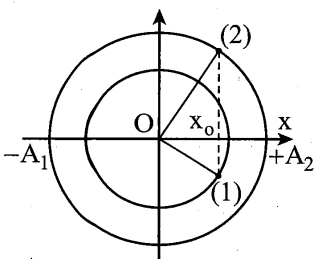 (2)
O
x₀
x
−A₁
+A₂
(1)